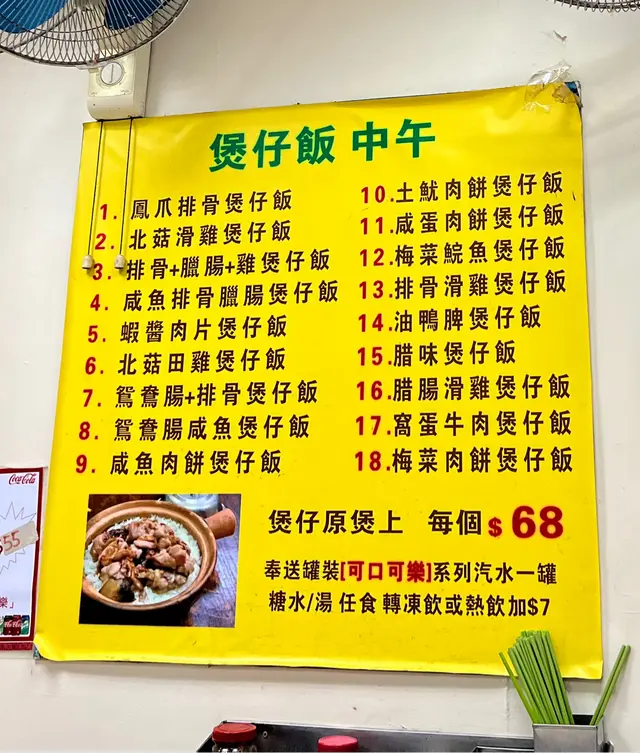 煲仔飯 中午
1. 鳳爪排骨煲仔飯
2. 北菇滑雞煲仔飯
3. 排骨+臘腸+雞煲仔飯
4. 咸魚排骨臘腸煲仔飯
5. 蝦醬肉片煲仔飯
6. 北菇田雞煲仔飯
7. 鴛鴦腸+排骨煲仔飯
8. 鴛鴦腸咸魚煲仔飯
9. 咸魚肉餅煲仔飯
10.土魷肉餅煲仔飯
11.咸蛋肉餅煲仔飯
12.梅菜鯇魚煲仔飯
13.排骨滑雞煲仔飯
14.油鴨脾煲仔飯
15.腊味煲仔飯
16.腊腸滑雞煲仔飯
17.窩蛋牛肉煲仔飯
18.梅菜肉餅煲仔飯
煲仔原煲上 每個$68
奉送罐裝[可口可樂]系列汽水一罐
糖水/湯 任食 轉凍飲或熱飲加$7
Coca-Cola
$55
樂」